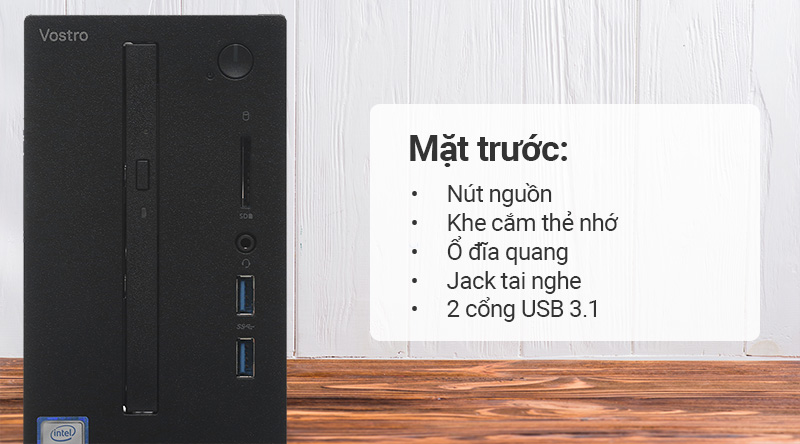 Vostro
SD
Mặt trước:
• Nút nguồn
• Khe cắm thẻ nhớ
• Ổ đĩa quang
• Jack tai nghe
• 2 cổng USB 3.1
intel